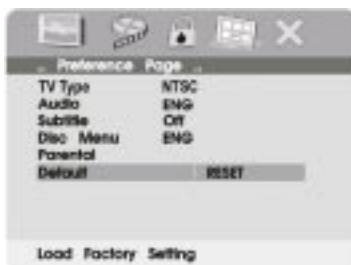 .. Preference Page ..
TV Type NTSC
Audio ENG
Subtitle Off
Disc Menu ENG
Parental
Default RESET
Load Factory Setting